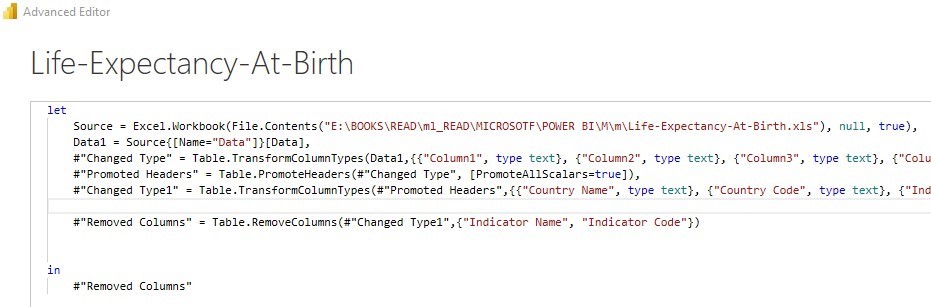 Advanced Editor
Life-Expectancy-At-Birth
let
Source = Excel.Workbook(File.Contents("E:\BOOKS\READ\ml_READ\MICROSOTF\POWER BI\M\m\Life-Expectancy-At-Birth.xls"), null, true),
Data1 = Source{[Name="Data"]}[Data],
#"Changed Type" = Table.TransformColumnTypes(Data1,{{"Column1", type text}, {"Column2", type text}, {"Column3", type text}, {"Colu
#"Promoted Headers" = Table.PromoteHeaders(#"Changed Type", [PromoteAllScalars=true]),
#"Changed Type1" = Table.TransformColumnTypes(#"Promoted Headers",{{"Country Name", type text}, {"Country Code", type text}, {"Ind
#"Removed Columns" = Table.RemoveColumns(#"Changed Type1",{"Indicator Name", "Indicator Code"})
in
#"Removed Columns"